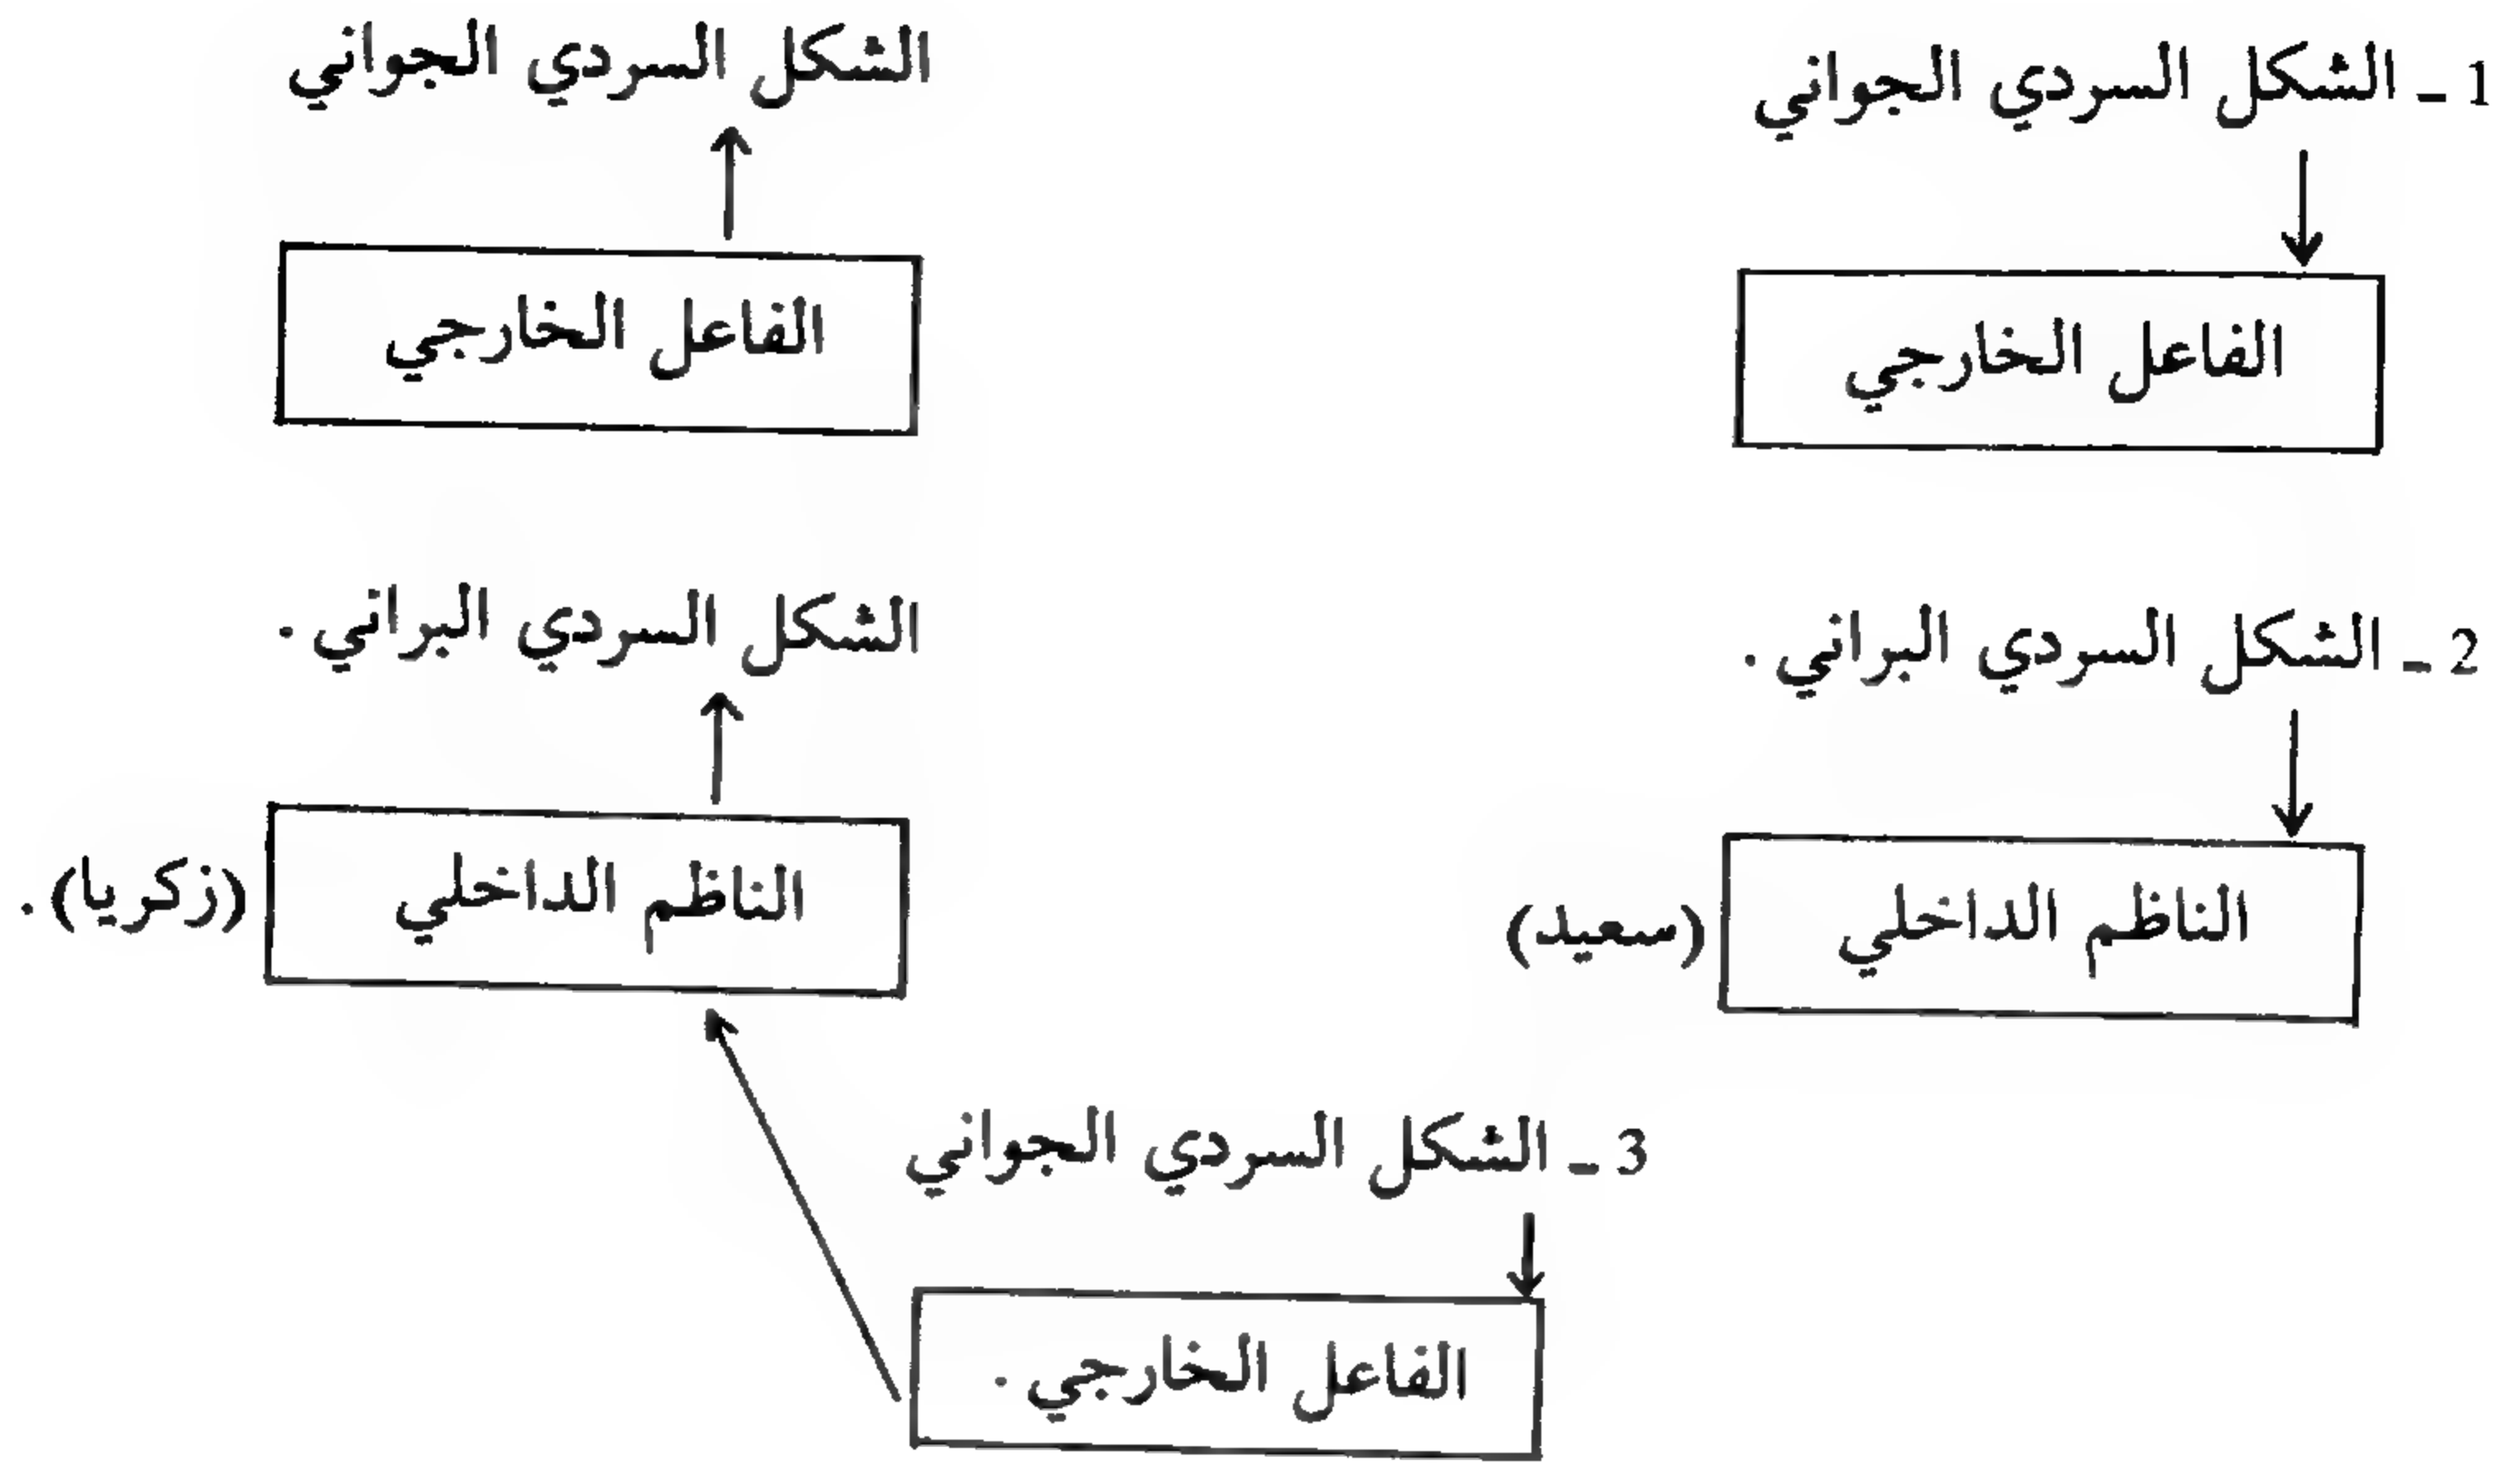 1 ـ الشكل السردي الجواني
الشكل السردي الجواني
الفاعل الخارجي
الفاعل الخارجي
2 ـ الشكل السردي البراني .
الشكل السردي البراني .
الناظم الداخلي (سعيد)
الناظم الداخلي (زكريا) .
3 ـ الشكل السردي الجواني
الفاعل الخارجي .